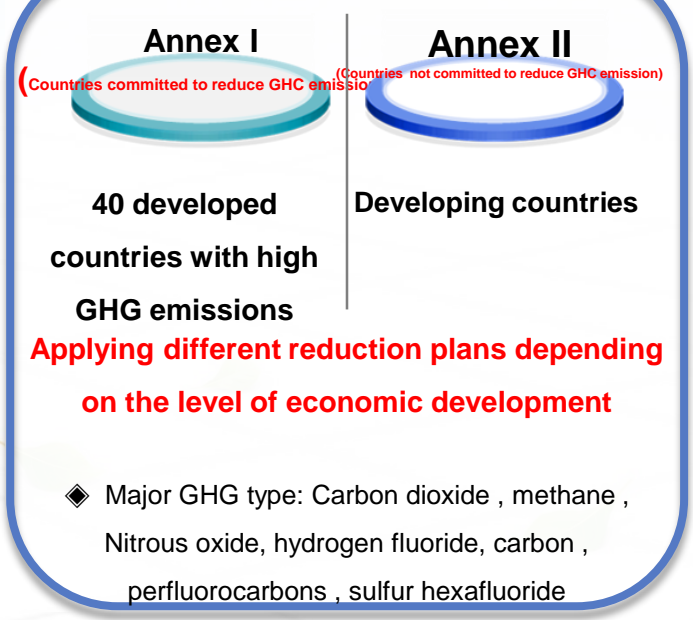 Annex I
(Countries committed to reduce GHC emissio
40 developed
countries with high
GHG emissions
Annex II
(Countries not committed to reduce GHC emission)
Developing countries
Applying different reduction plans depending
on the level of economic development
◈ Major GHG type: Carbon dioxide , methane ,
Nitrous oxide, hydrogen fluoride, carbon ,
perfluorocarbons , sulfur hexafluoride